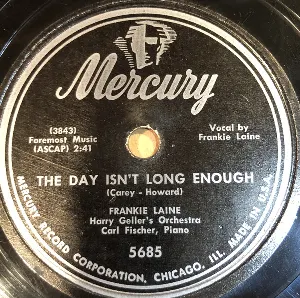 Mercury
(3843)
Foremost Music
(ASCAP) 2:41
Vocal by
Frankie Laine
THE DAY ISN'T LONG ENOUGH
(Carey - Howard)
FRANKIE LAINE
Harry Geller's Orchestra
Carl Fischer, Piano
5685
MERCURY RECORD CORPORATION, CHICAGO, ILL. MADE IN U.S.A.